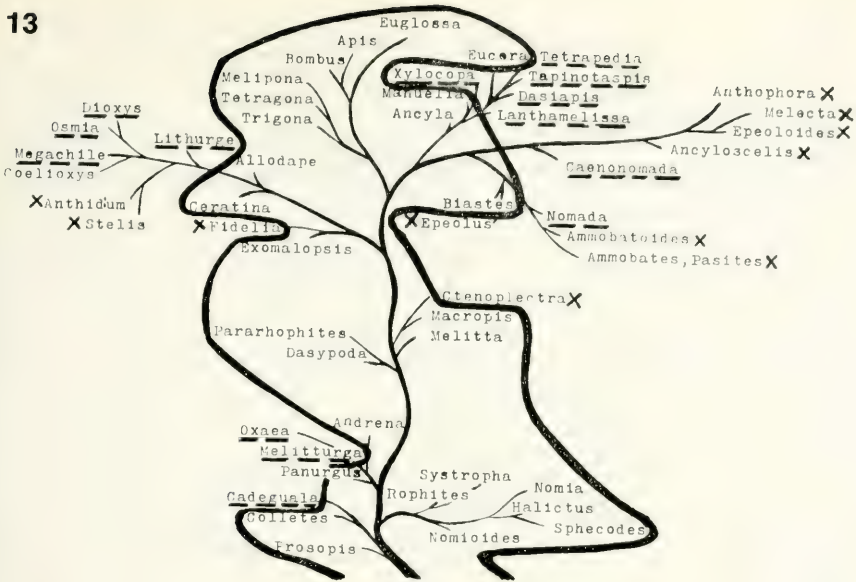 13
Euglossa
Apis
Bombus
Eucera
Tetrapedia
Melipona
Xylocopa
Tapinotaspis
Manuelia
Dasiapis
Tetragona
Anthophora X
Dioxys
Trigona
Ancyla
Lanthamelissa
Melecta X
Osmia
Epeoloides X
Lithurge
Ancyloscelis X
Megachile
Allodape
Coelioxys
Caenonomada
X Anthidum
Ceratina
Biastes
Nomada
X Stelis
X Fidelia
X Epeolus
Ammobatoides X
Exomalopsis
Ammobates, Pasites X
Ctenoplectra X
Macropis
Pararhophites
Melitta
Dasypoda
Andrena
Oxaea
Melitturga
Panurgus
Systropha
Cadeguala
Rophites
Nomia
Colletes
Halictus
Sphecodes
Nomioides
Prosopis